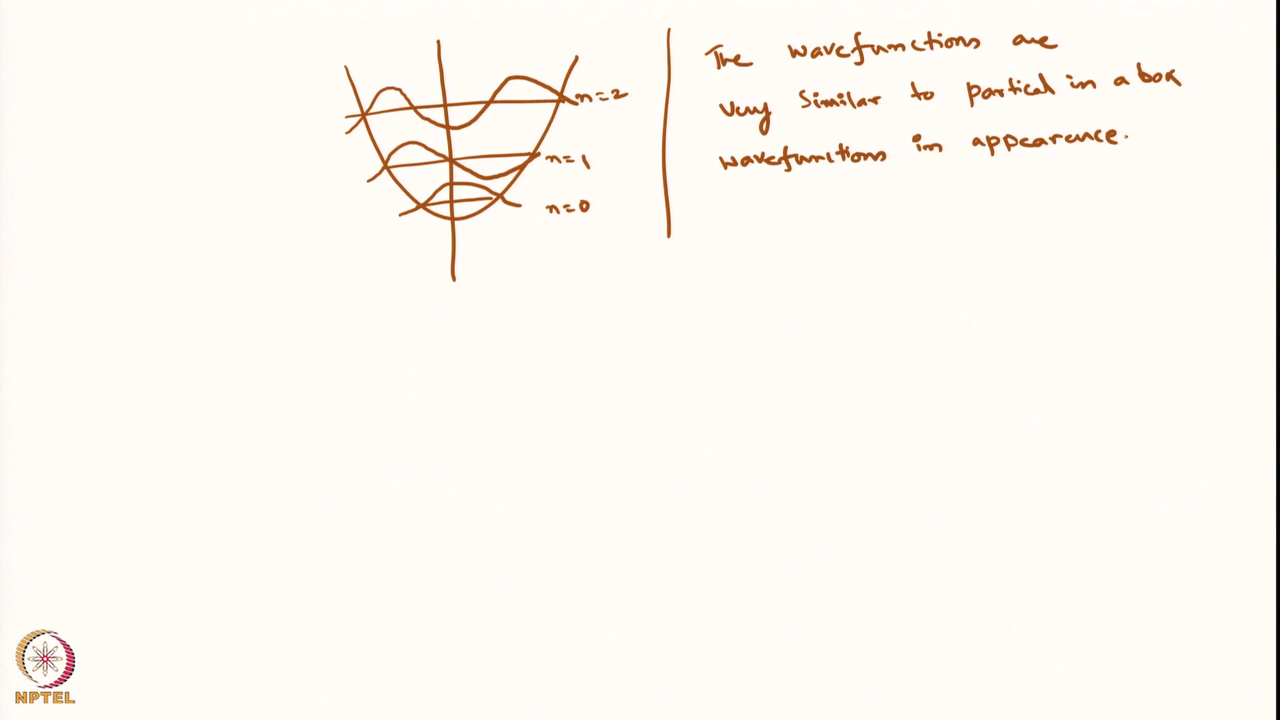 n=2
n=1
n=0
The wavefunctions are
very similar to partical in a box
wavefunctions in appearence.
NPTEL